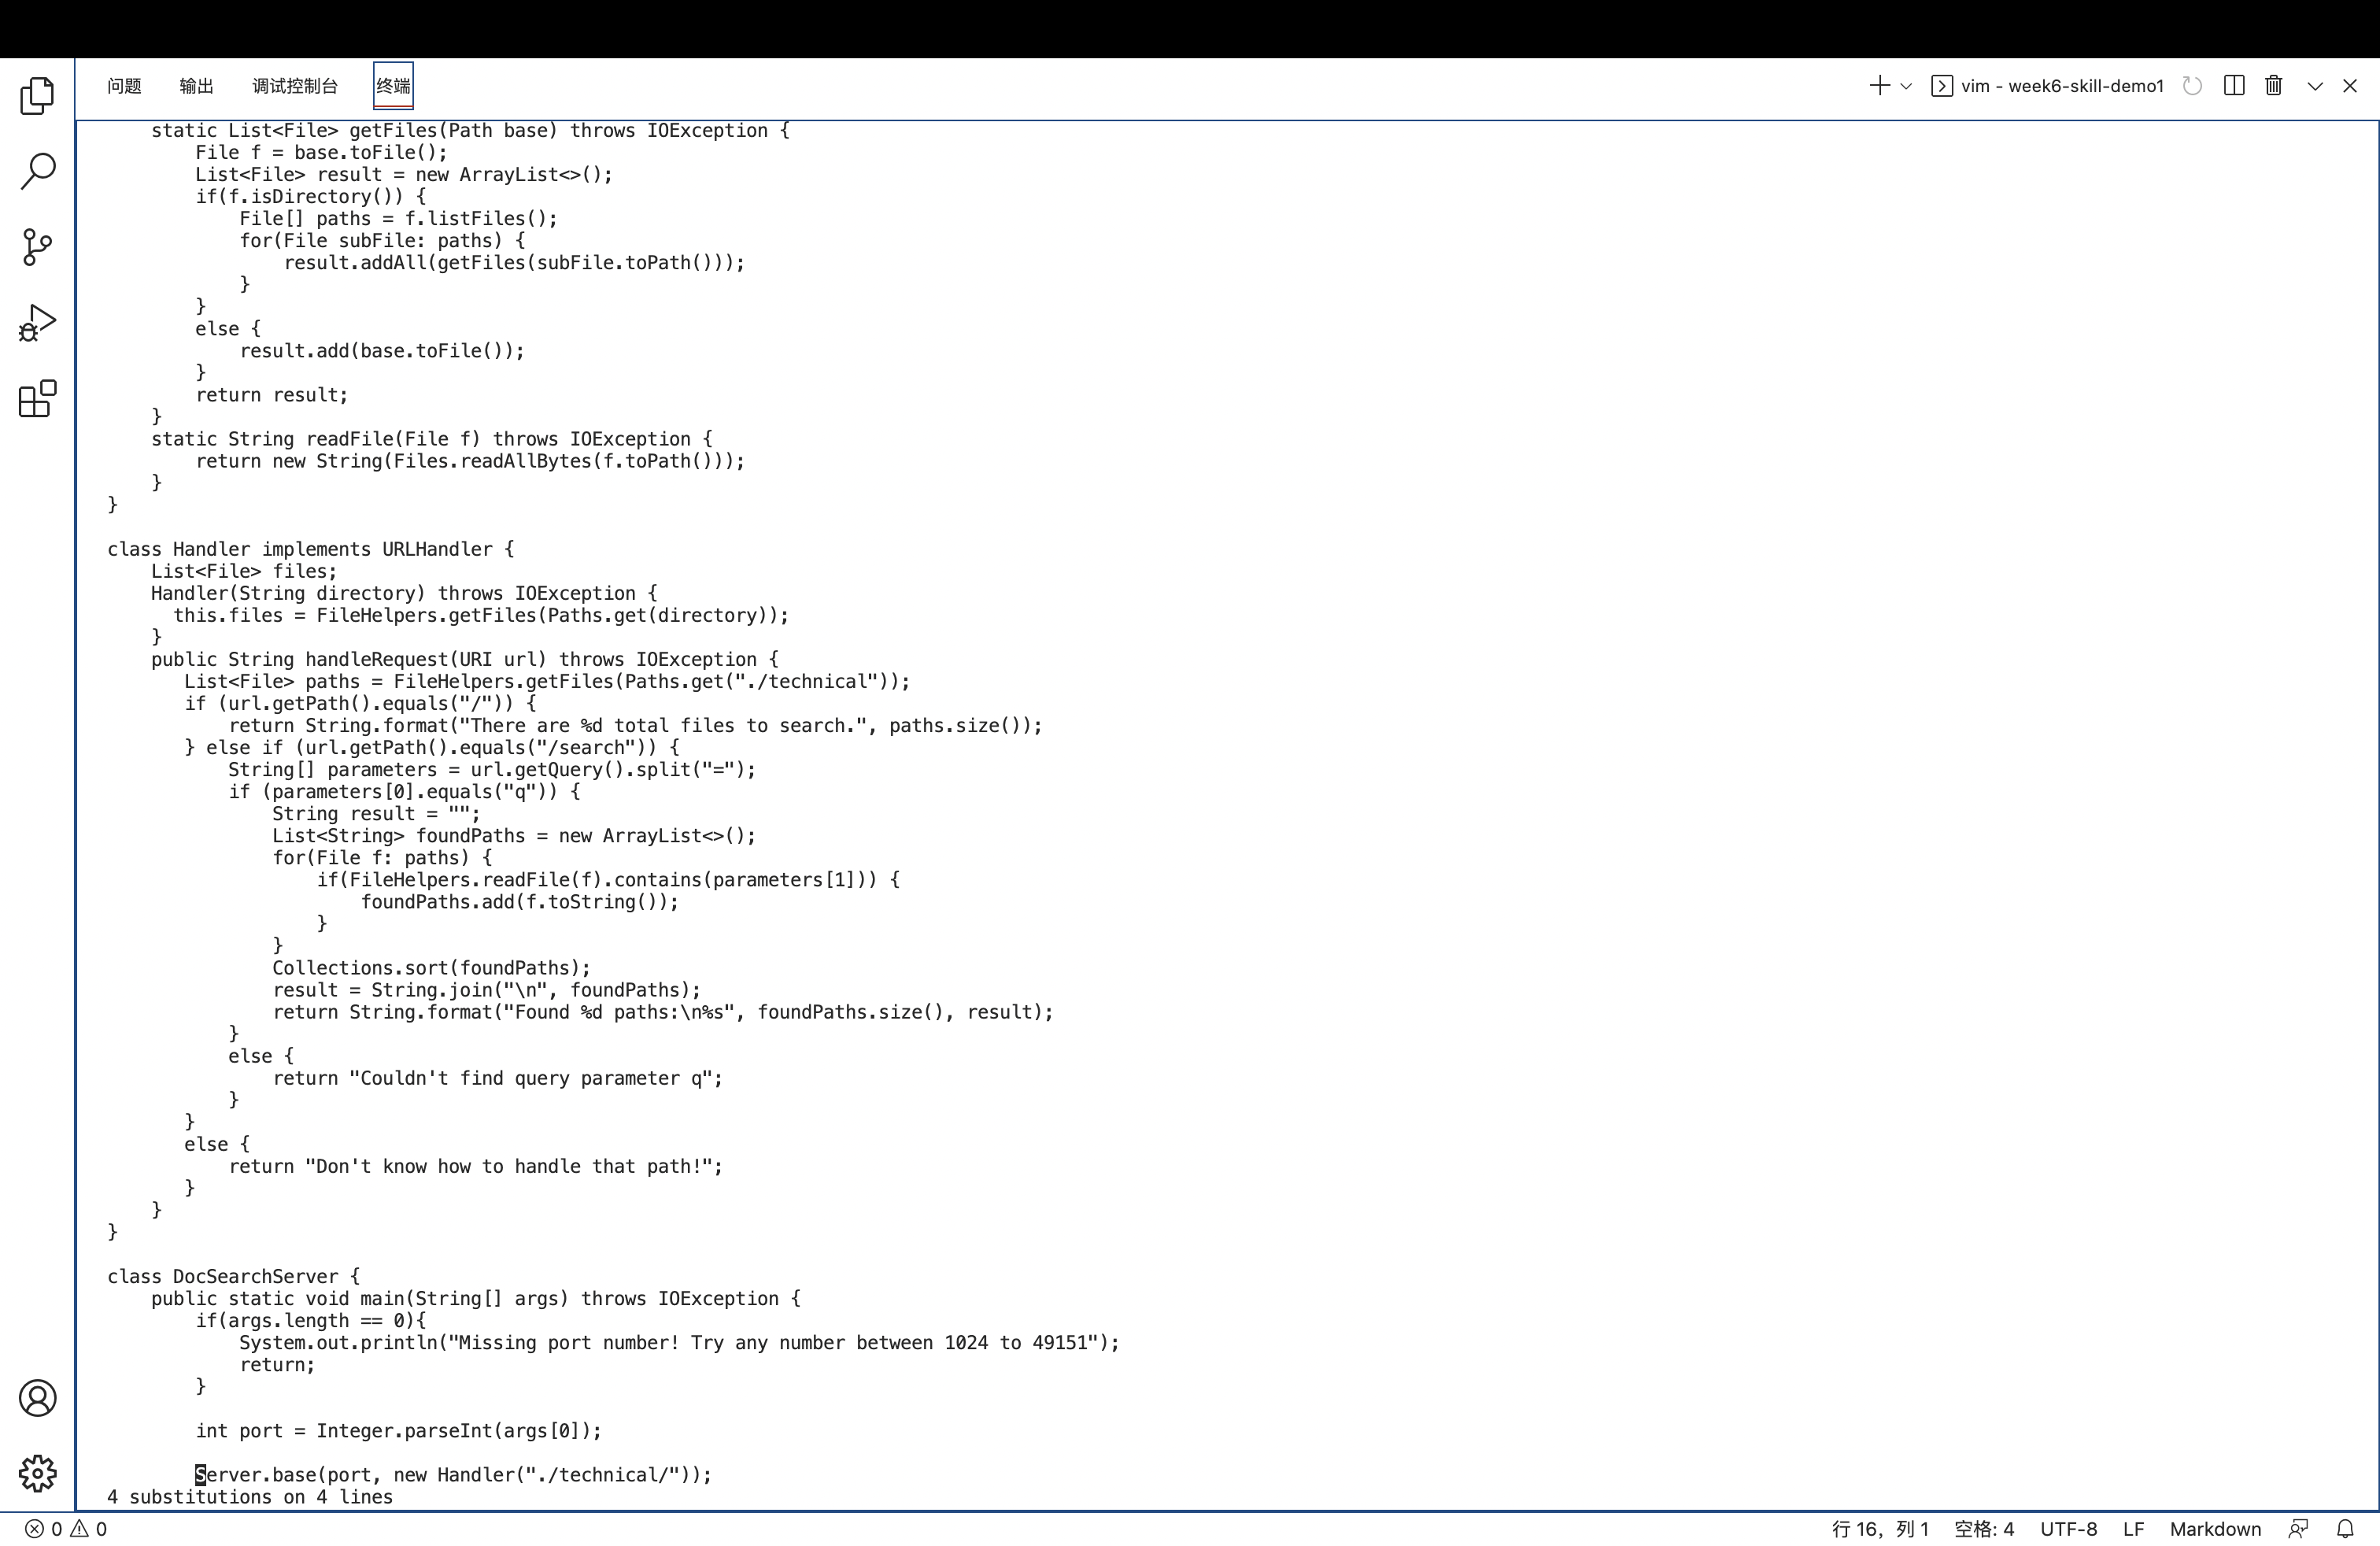 问题 输出 调试控制台 终端 vim - week6-skill-demo1
    static List<File> getFiles(Path base) throws IOException {
        File f = base.toFile();
        List<File> result = new ArrayList<>();
        if(f.isDirectory()) {
            File[] paths = f.listFiles();
            for(File subFile: paths) {
                result.addAll(getFiles(subFile.toPath()));
            }
        }
        else {
            result.add(base.toFile());
        }
        return result;
    }
    static String readFile(File f) throws IOException {
        return new String(Files.readAllBytes(f.toPath()));
    }
}
class Handler implements URLHandler {
    List<File> files;
    Handler(String directory) throws IOException {
      this.files = FileHelpers.getFiles(Paths.get(directory));
    }
    public String handleRequest(URI url) throws IOException {
       List<File> paths = FileHelpers.getFiles(Paths.get("./technical"));
       if (url.getPath().equals("/")) {
           return String.format("There are %d total files to search.", paths.size());
       } else if (url.getPath().equals("/search")) {
           String[] parameters = url.getQuery().split("=");
           if (parameters[0].equals("q")) {
               String result = "";
               List<String> foundPaths = new ArrayList<>();
               for(File f: paths) {
                   if(FileHelpers.readFile(f).contains(parameters[1])) {
                       foundPaths.add(f.toString());
                   }
               }
               Collections.sort(foundPaths);
               result = String.join("\n", foundPaths);
               return String.format("Found %d paths:\n%s", foundPaths.size(), result);
           }
           else {
               return "Couldn't find query parameter q";
           }
       }
       else {
           return "Don't know how to handle that path!";
       }
    }
}
class DocSearchServer {
    public static void main(String[] args) throws IOException {
        if(args.length == 0){
            System.out.println("Missing port number! Try any number between 1024 to 49151");
            return;
        }
        int port = Integer.parseInt(args[0]);
        Server.base(port, new Handler("./technical/"));
4 substitutions on 4 lines
0 0 行 16，列 1 空格: 4 UTF-8 LF Markdown